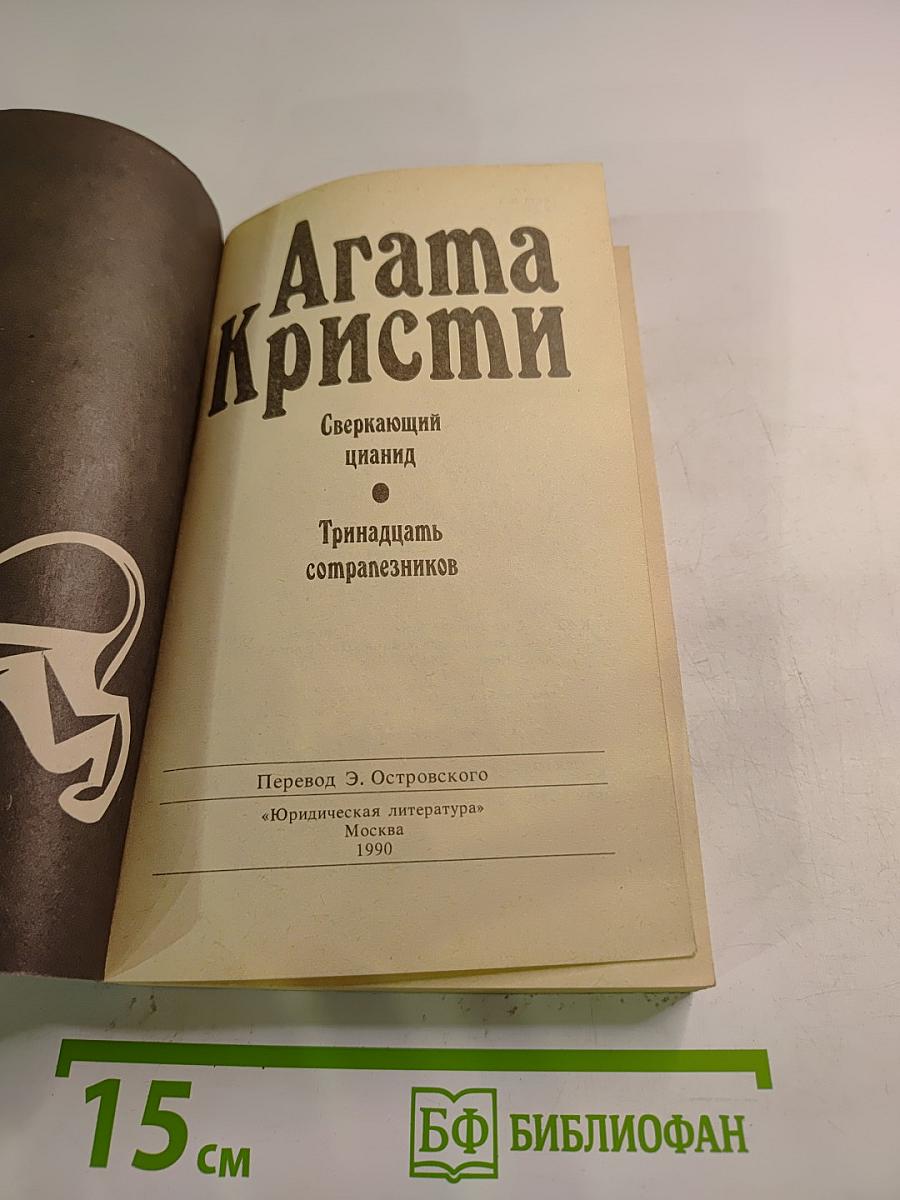 Агата
Кристи
Сверкающий
цианид
Тринадцать
сотрапезников
Перевод Э. Островского
«Юридическая литература»
Москва
1990
15 см
БФ БИБЛИОФАН